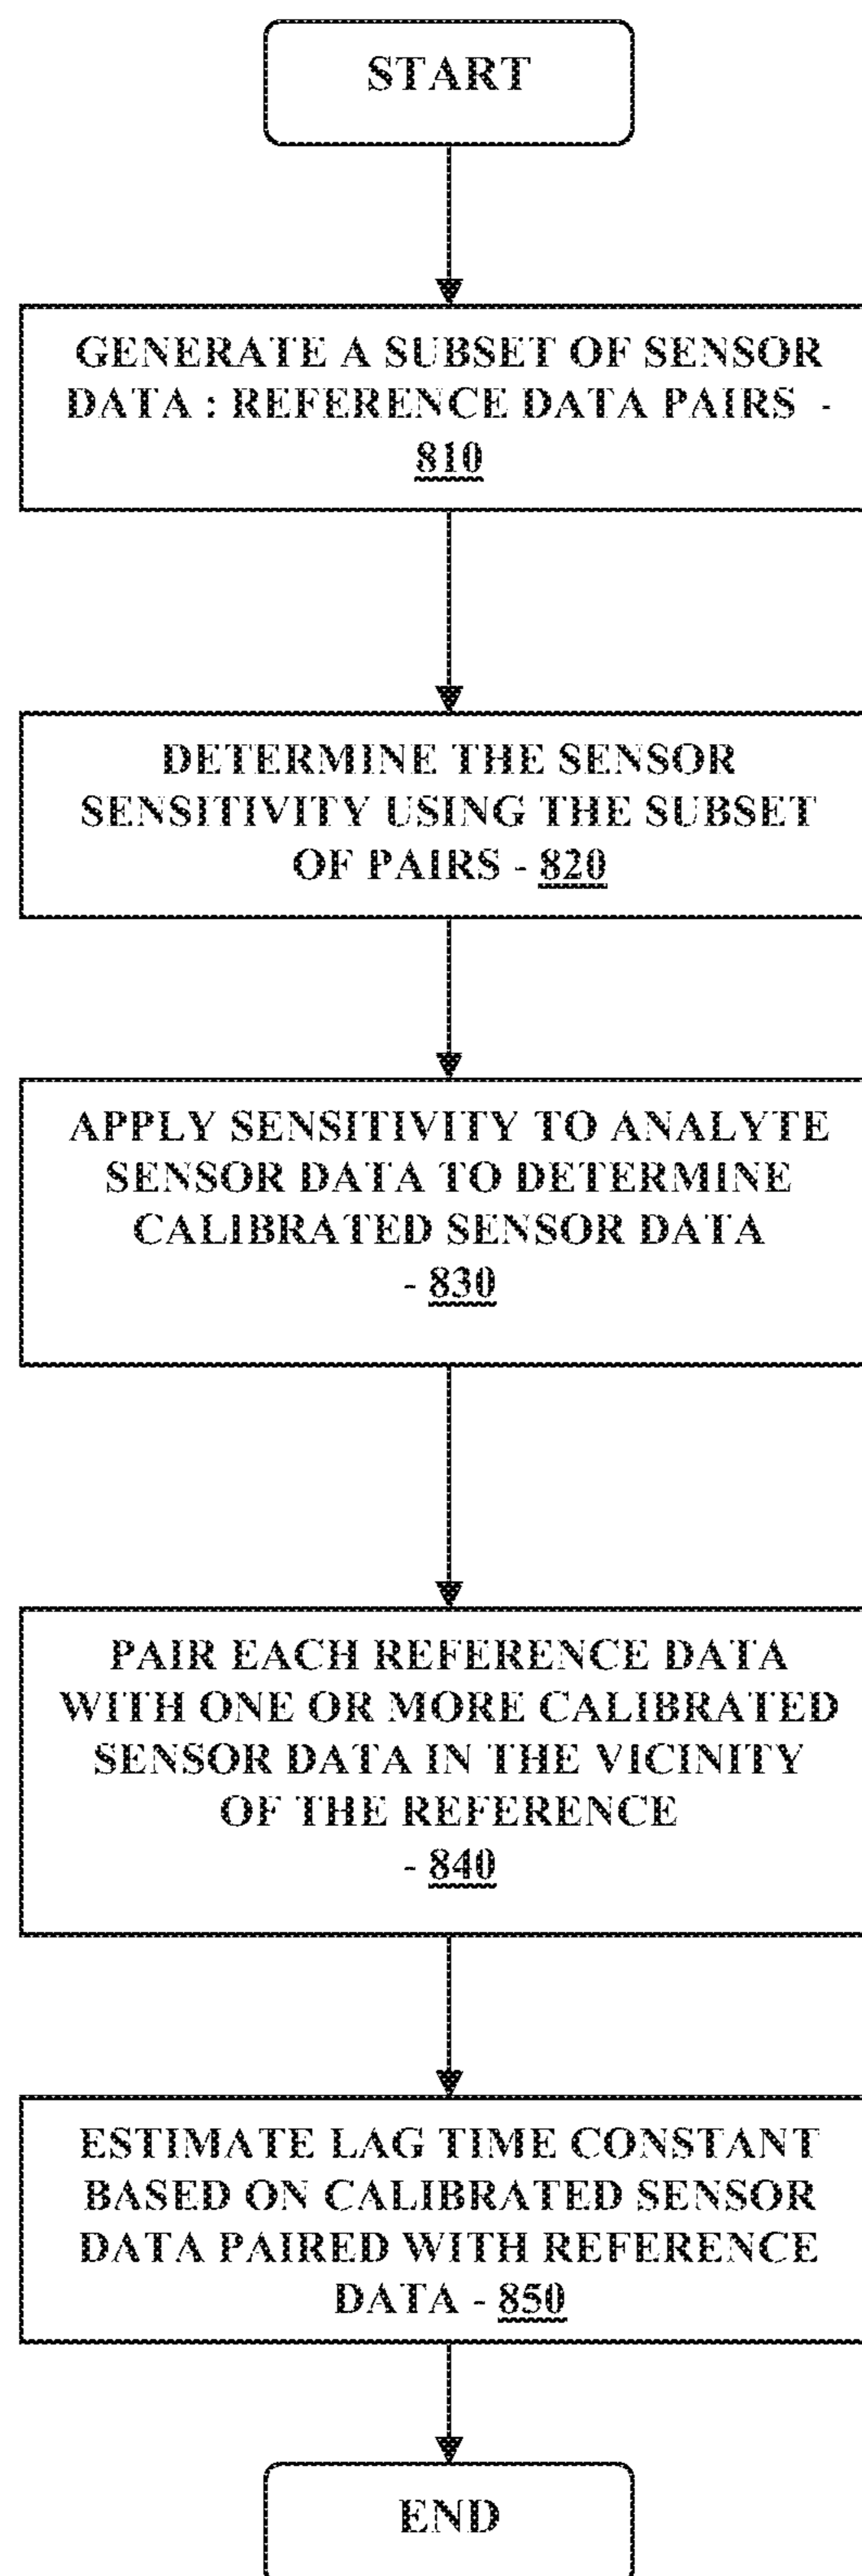 START
GENERATE A SUBSET OF SENSOR
DATA : REFERENCE DATA PAIRS -
810
DETERMINE THE SENSOR
SENSITIVITY USING THE SUBSET
OF PAIRS - 820
APPLY SENSITIVITY TO ANALYTE
SENSOR DATA TO DETERMINE
CALIBRATED SENSOR DATA
- 830
PAIR EACH REFERENCE DATA
WITH ONE OR MORE CALIBRATED
SENSOR DATA IN THE VICINITY
OF THE REFERENCE
- 840
ESTIMATE LAG TIME CONSTANT
BASED ON CALIBRATED SENSOR
DATA PAIRED WITH REFERENCE
DATA - 850
END